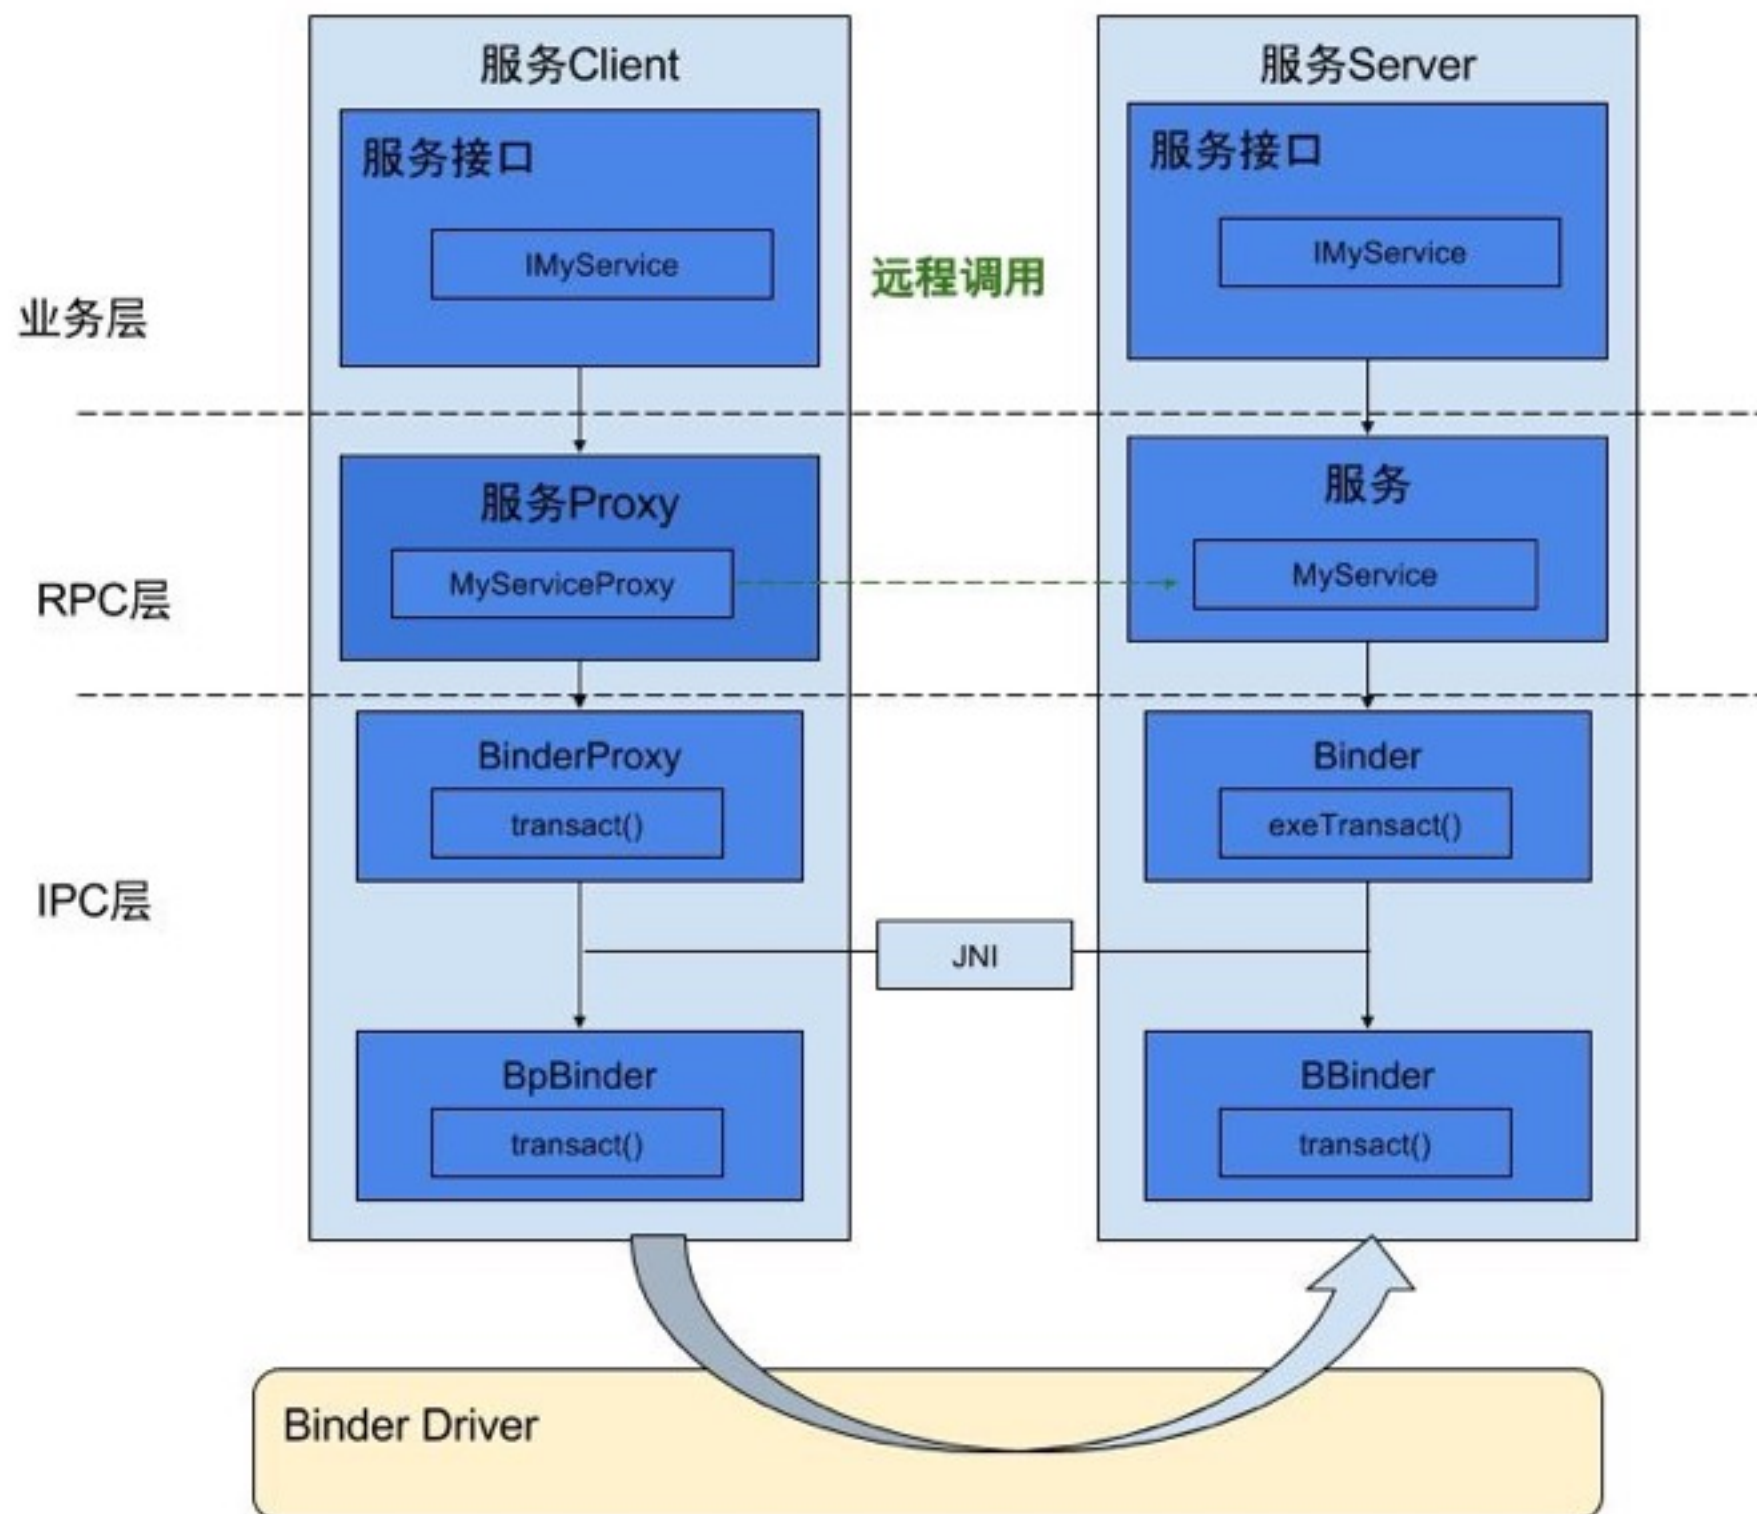 服务Client
服务Server
服务接口
服务接口
IMyService
IMyService
远程调用
业务层
服务Proxy
服务
MyServiceProxy
MyService
RPC层
BinderProxy
Binder
transact()
exeTransact()
IPC层
JNI
BpBinder
BBinder
transact()
transact()
Binder Driver